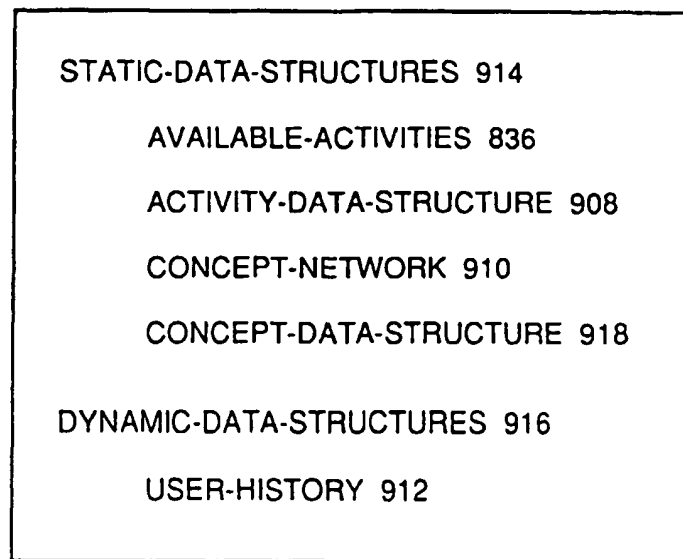 STATIC-DATA-STRUCTURES 914
AVAILABLE-ACTIVITIES 836
ACTIVITY-DATA-STRUCTURE 908
CONCEPT-NETWORK 910
CONCEPT-DATA-STRUCTURE 918
DYNAMIC-DATA-STRUCTURES 916
USER-HISTORY 912